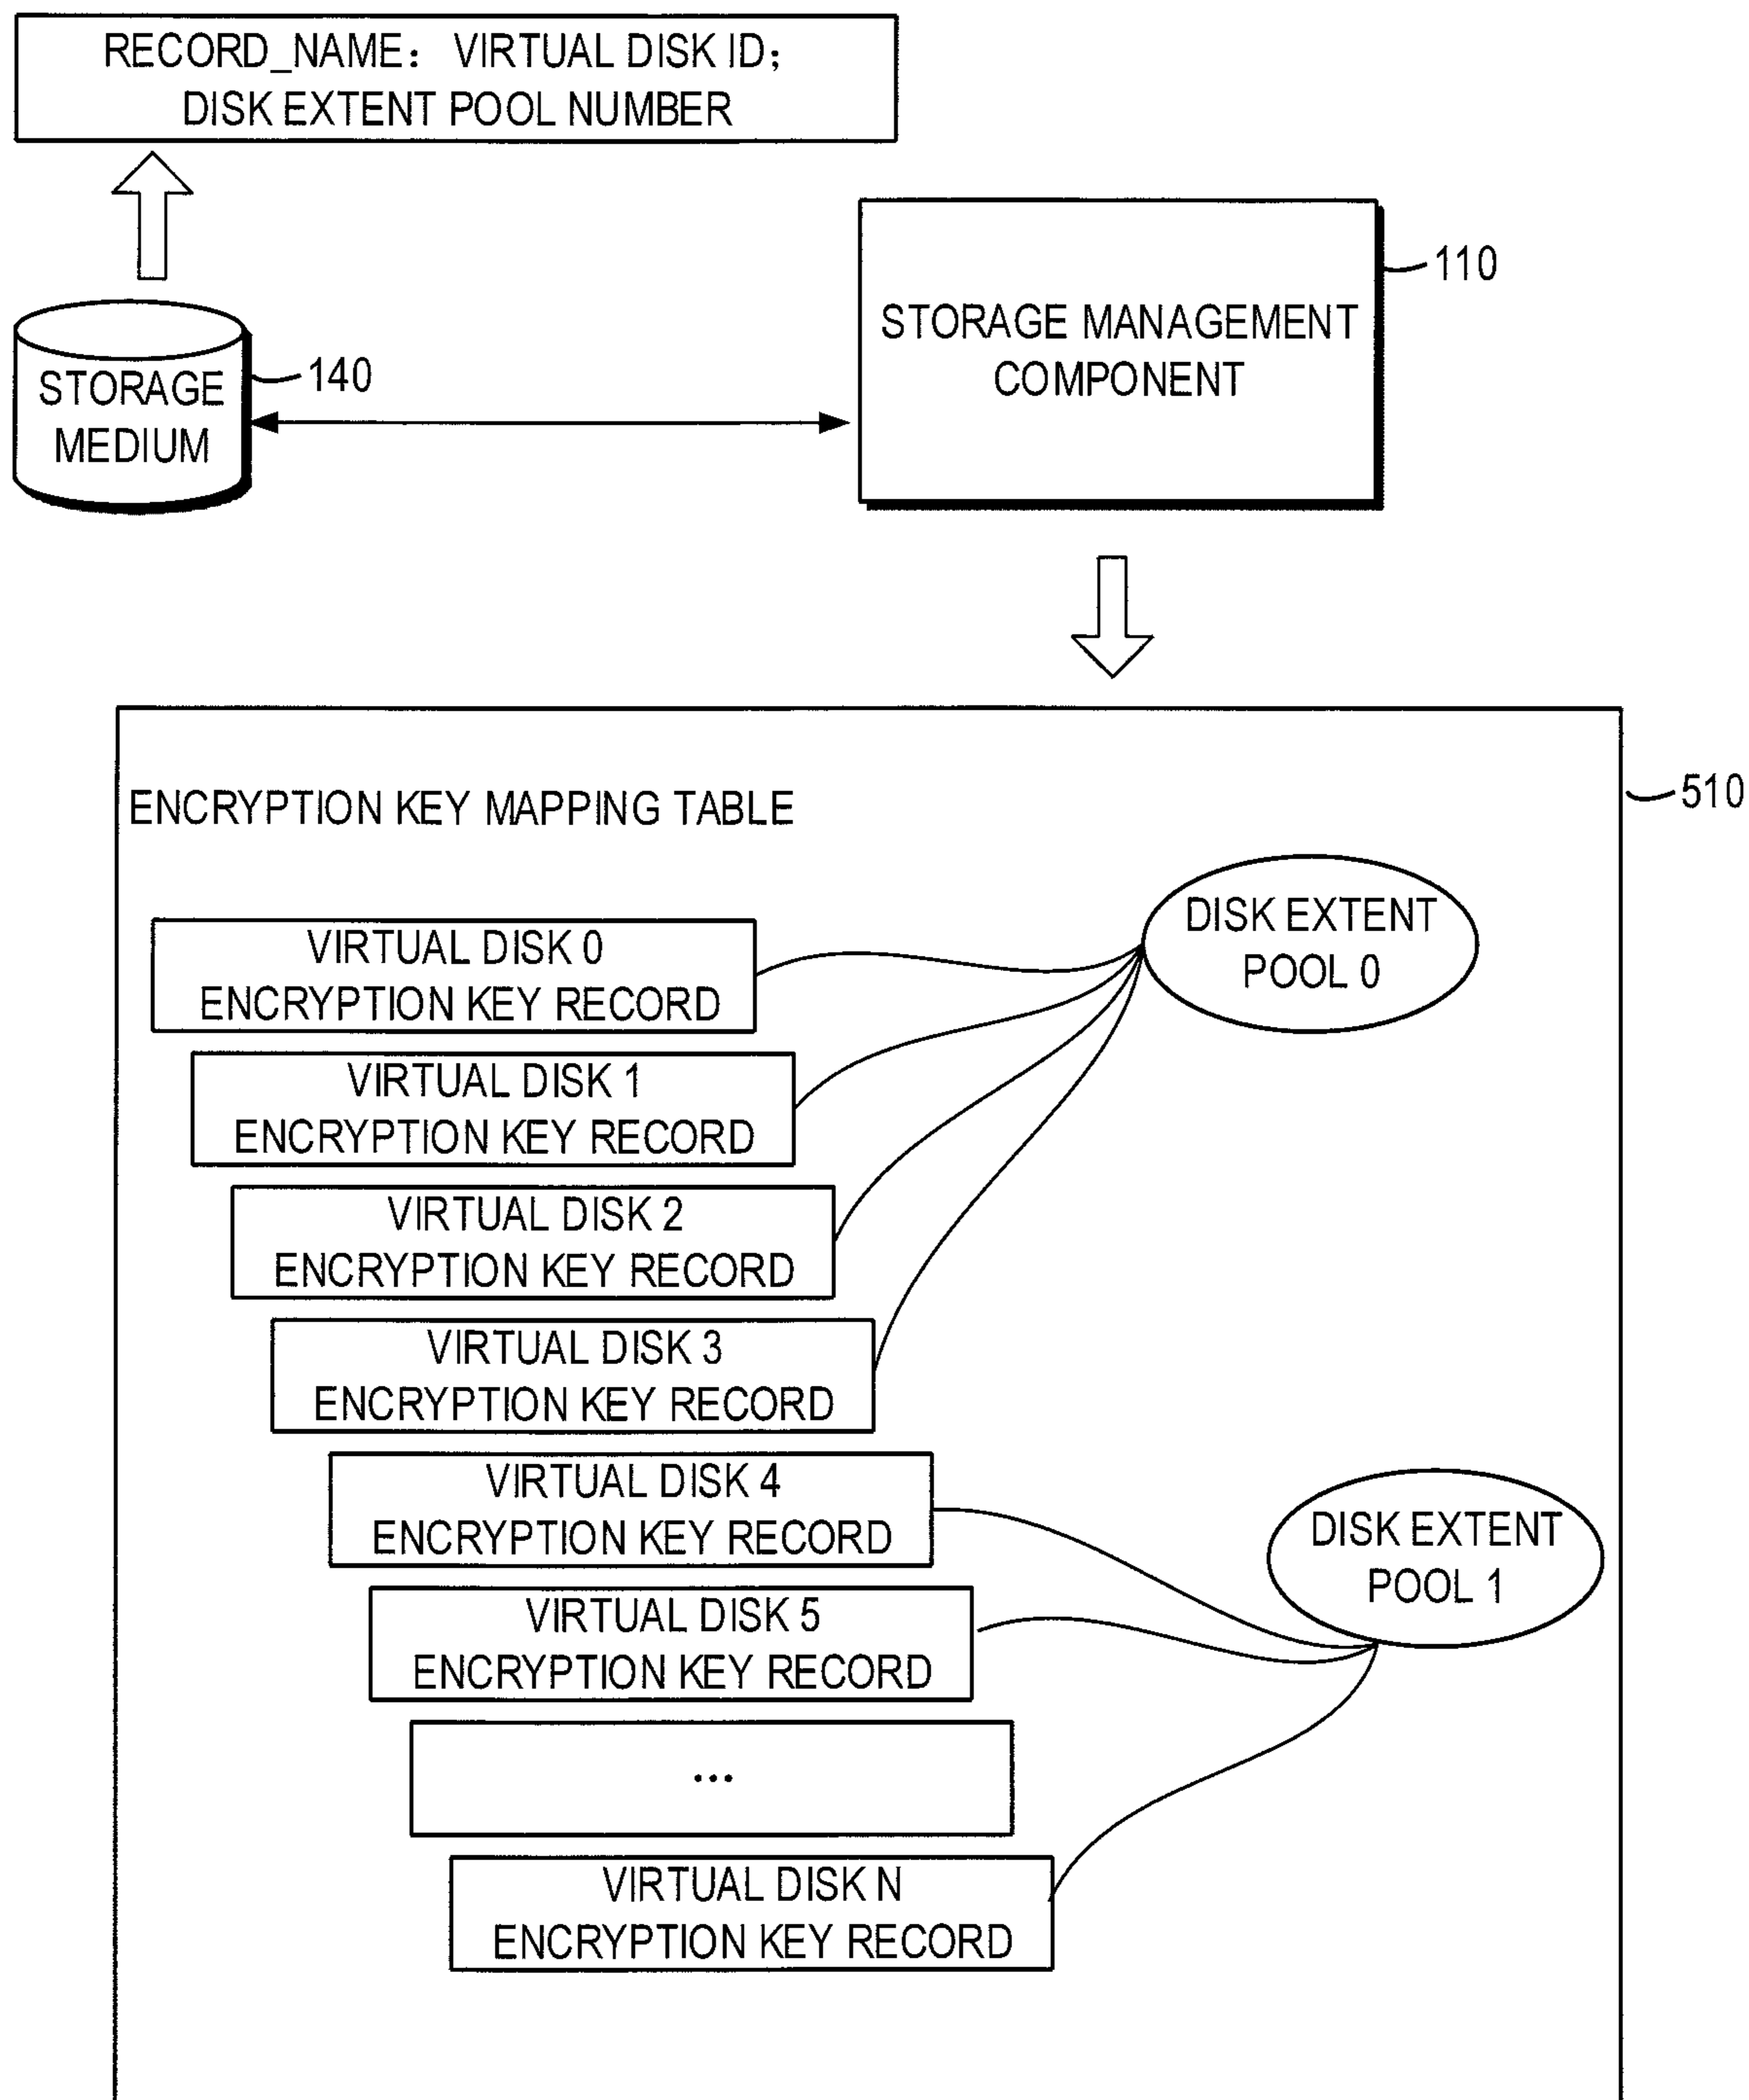 RECORD_NAME: VIRTUAL DISK ID;
DISK EXTENT POOL NUMBER
110
STORAGE MANAGEMENT
COMPONENT
140
STORAGE
MEDIUM
510
ENCRYPTION KEY MAPPING TABLE
DISK EXTENT
POOL 0
VIRTUAL DISK 0
ENCRYPTION KEY RECORD
VIRTUAL DISK 1
ENCRYPTION KEY RECORD
VIRTUAL DISK 2
ENCRYPTION KEY RECORD
VIRTUAL DISK 3
ENCRYPTION KEY RECORD
VIRTUAL DISK 4
ENCRYPTION KEY RECORD
DISK EXTENT
POOL 1
VIRTUAL DISK 5
ENCRYPTION KEY RECORD
...
VIRTUAL DISK N
ENCRYPTION KEY RECORD